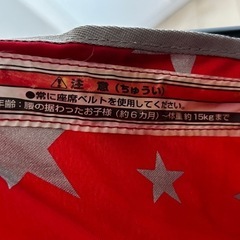 ⚠注 意(ちゅうい)
●常に座席ベルトを使用してください。
年齢：腰の据わったお子様(約6カ月)〜体重約15kgまで